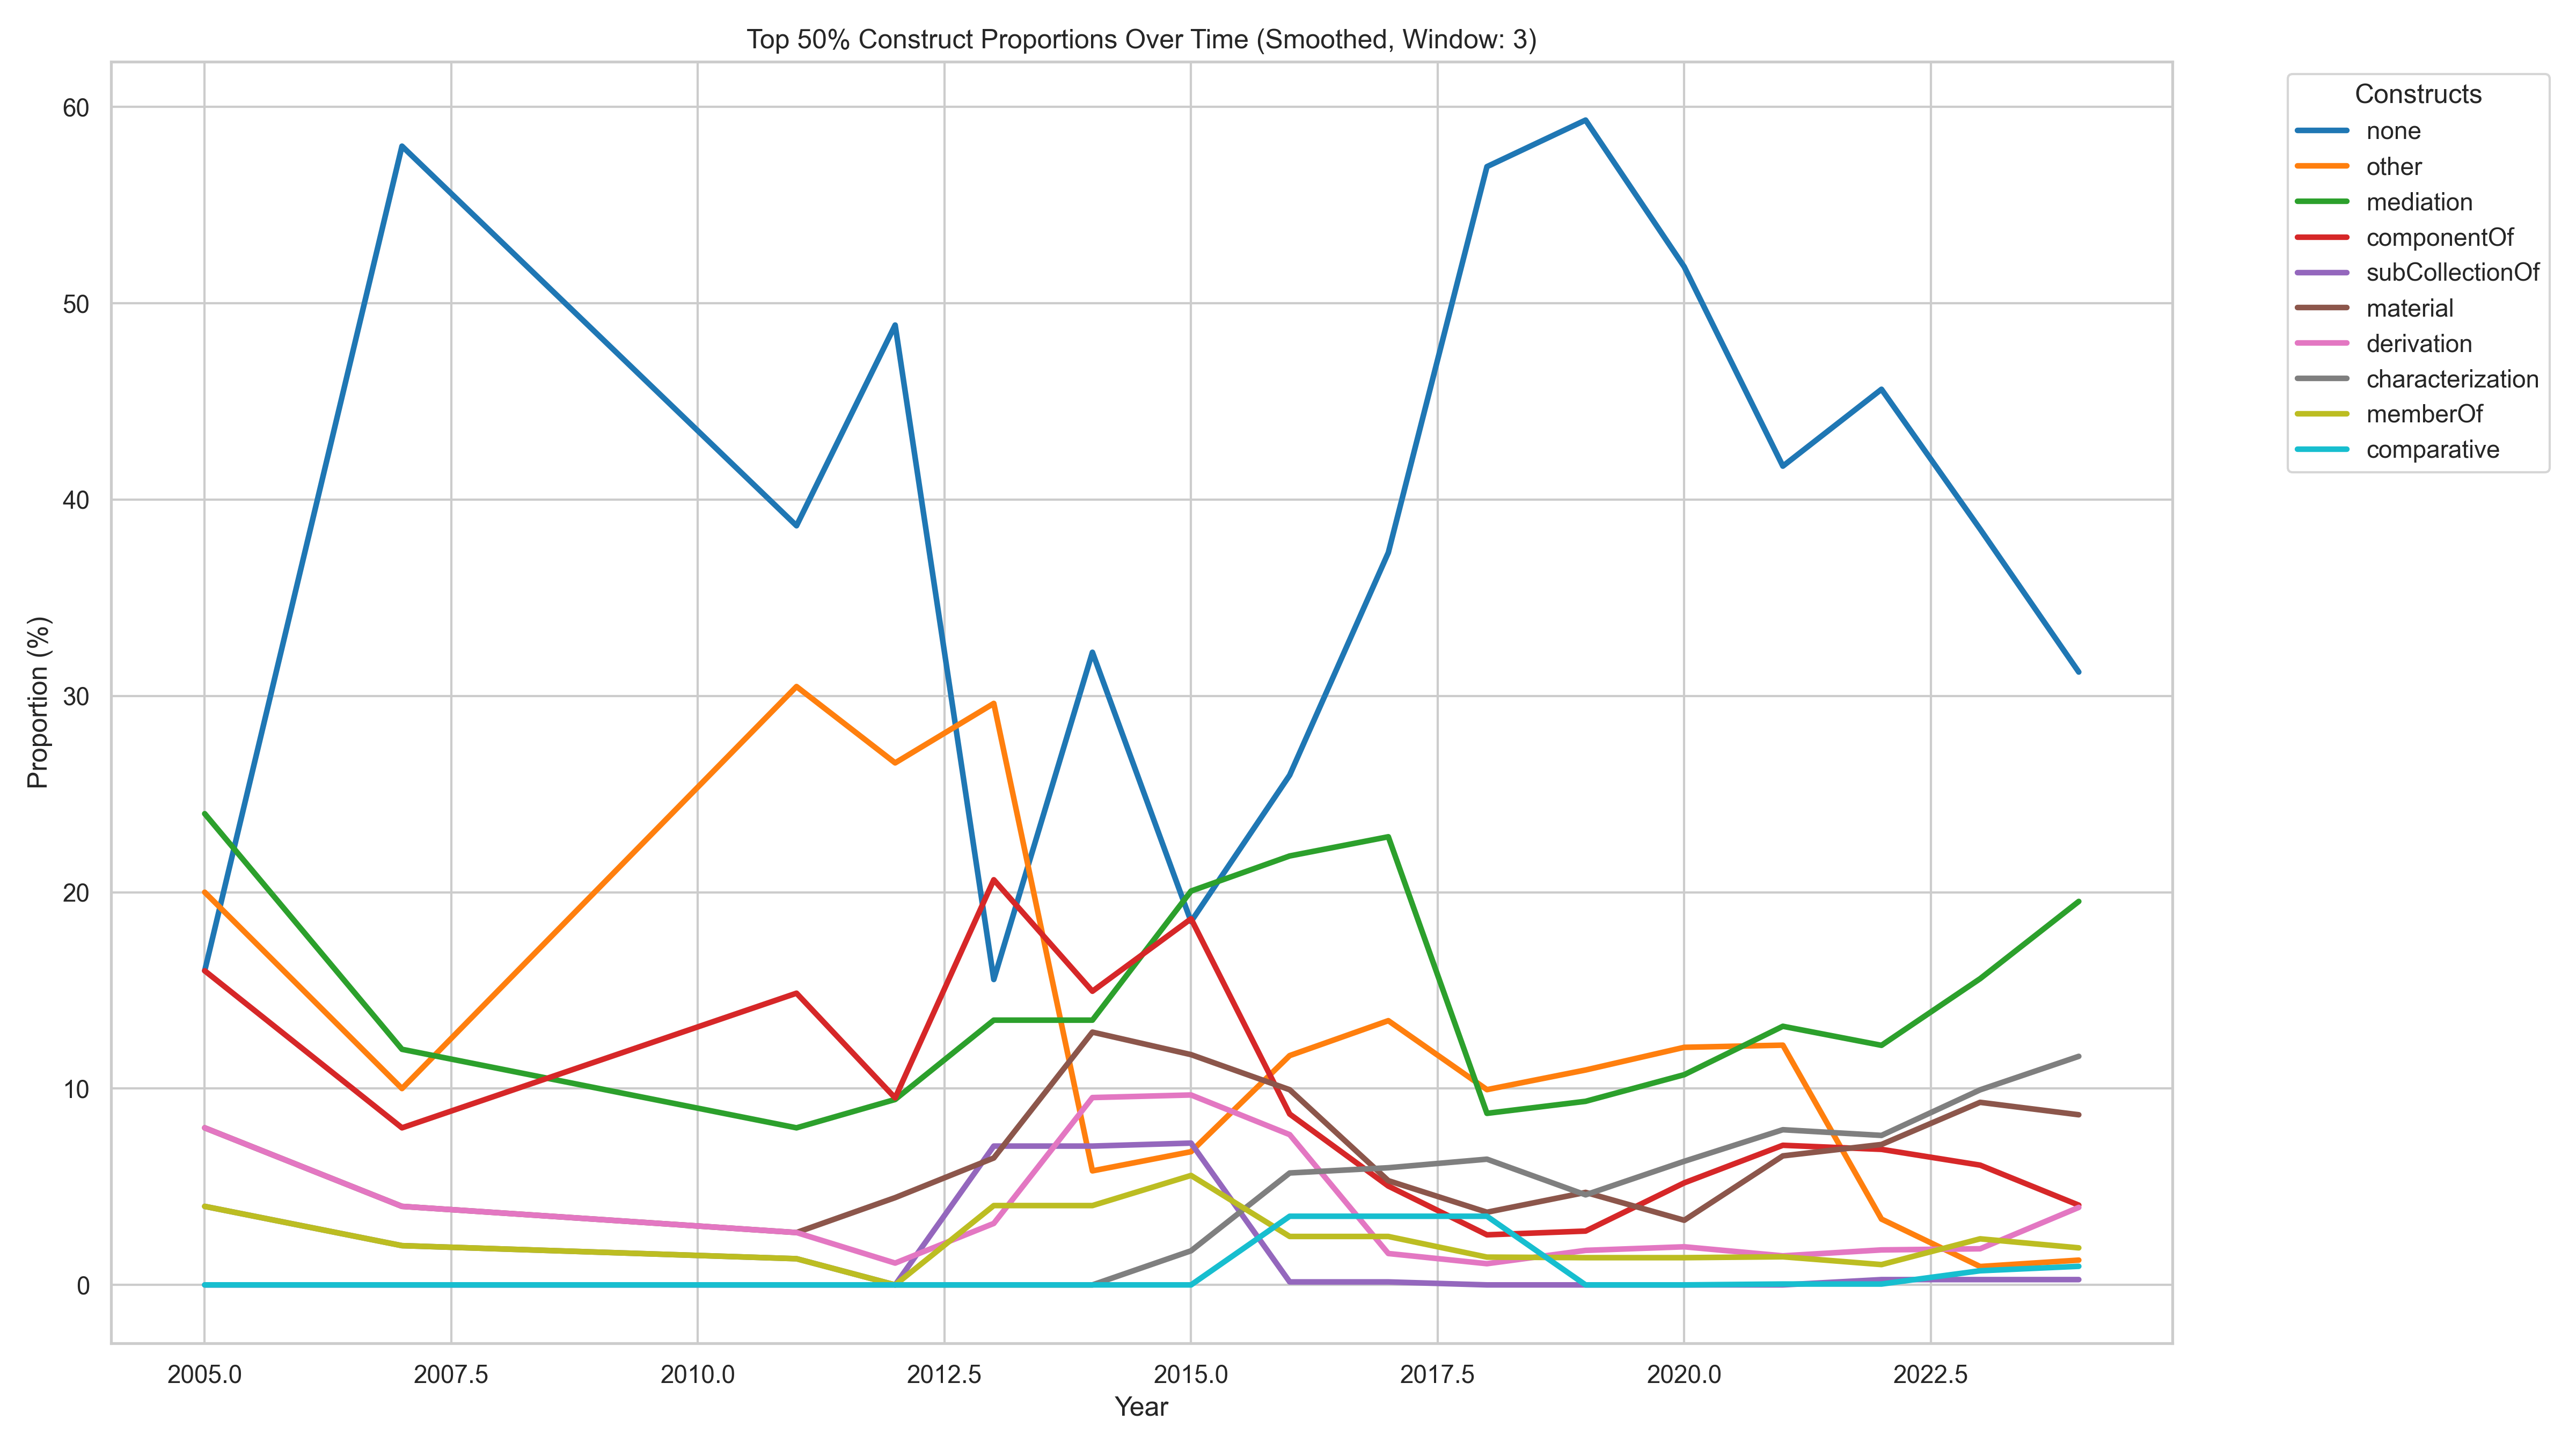 Top 50% Construct Proportions Over Time (Smoothed, Window: 3)
Constructs
none
other
mediation
componentOf
subCollectionOf
material
derivation
characterization
memberOf
comparative
Proportion (%)
60
50
40
30
20
10
0
2005.0 2007.5 2010.0 2012.5 2015.0 2017.5 2020.0 2022.5
Year